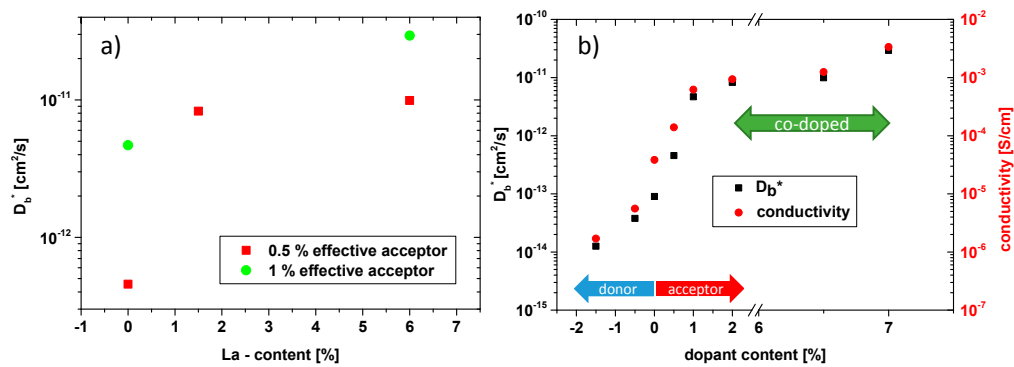 a)
10^-11
10^-12
D_b^* [cm^2/s]
0.5 % effective acceptor
1 % effective acceptor
-1 0 1 2 3 4 5 6 7
La - content [%]
b)
10^-10
10^-11
10^-12
10^-13
10^-14
10^-15
D_b^* [cm^2/s]
co-doped
D_b^*
conductivity
donor
acceptor
-2 -1 0 1 2 6 7
dopant content [%]
10^-2
10^-3
10^-4
10^-5
10^-6
10^-7
conductivity [S/cm]